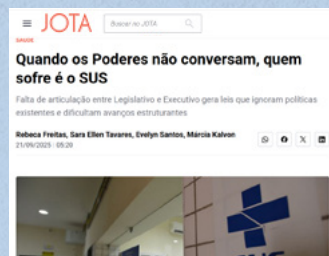 JOTA
Buscar no JOTA
SAÚDE
Quando os Poderes não conversam, quem
sofre é o SUS
Falta de articulação entre Legislativo e Executivo gera leis que ignoram políticas
existentes e dificultam avanços estruturantes
Rebeca Freitas, Sara Ellen Tavares, Evelyn Santos, Márcia Kalvon
21/09/2025 | 05:20